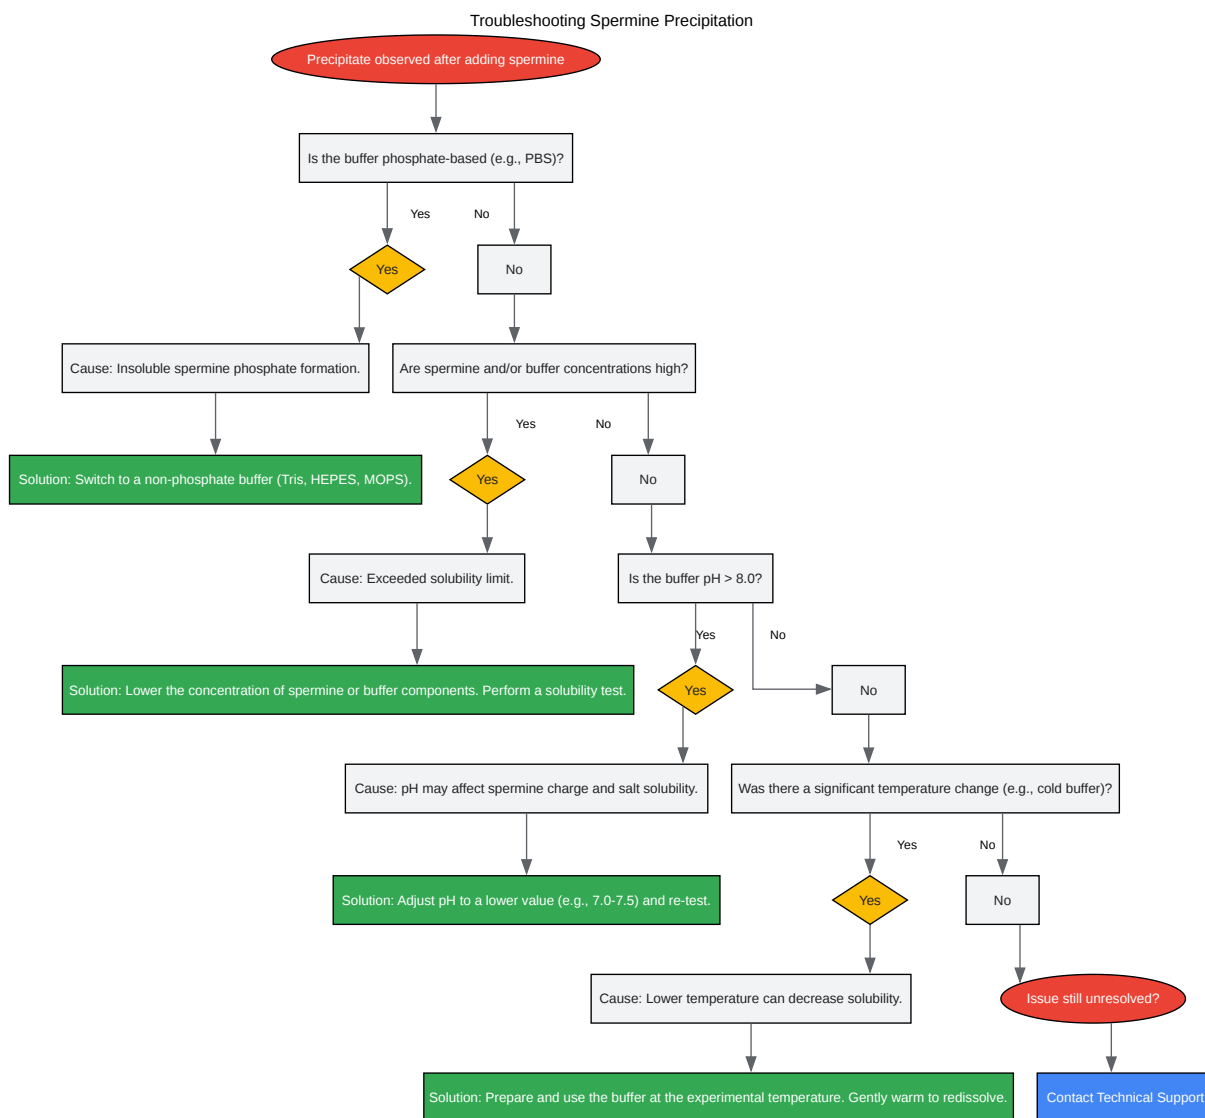 Troubleshooting Spermine Precipitation
Precipitate observed after adding spermine
Is the buffer phosphate-based (e.g., PBS)?
Yes
No
Yes
No
Cause: Insoluble spermine phosphate formation.
Are spermine and/or buffer concentrations high?
Yes
No
Solution: Switch to a non-phosphate buffer (Tris, HEPES, MOPS).
Yes
No
Cause: Exceeded solubility limit.
Is the buffer pH > 8.0?
Yes
No
Solution: Lower the concentration of spermine or buffer components. Perform a solubility test.
Yes
No
Cause: pH may affect spermine charge and salt solubility.
Was there a significant temperature change (e.g., cold buffer)?
Yes
No
Solution: Adjust pH to a lower value (e.g., 7.0-7.5) and re-test.
Yes
No
Cause: Lower temperature can decrease solubility.
Issue still unresolved?
Solution: Prepare and use the buffer at the experimental temperature. Gently warm to redissolve.
Contact Technical Support